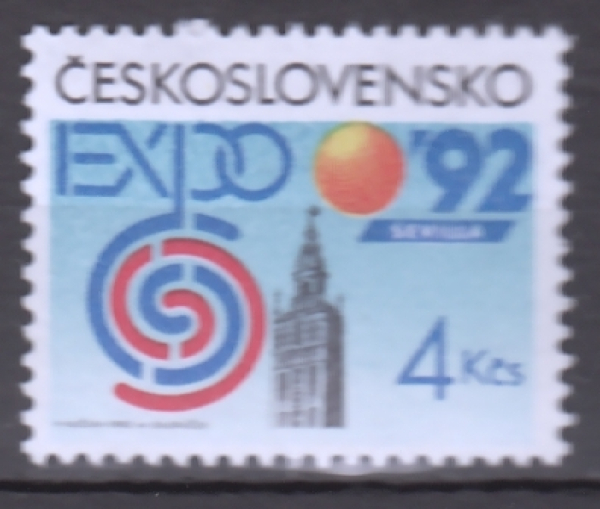 ČESKOSLOVENSKO
EXPO '92
SEVILLA
4 Kčs